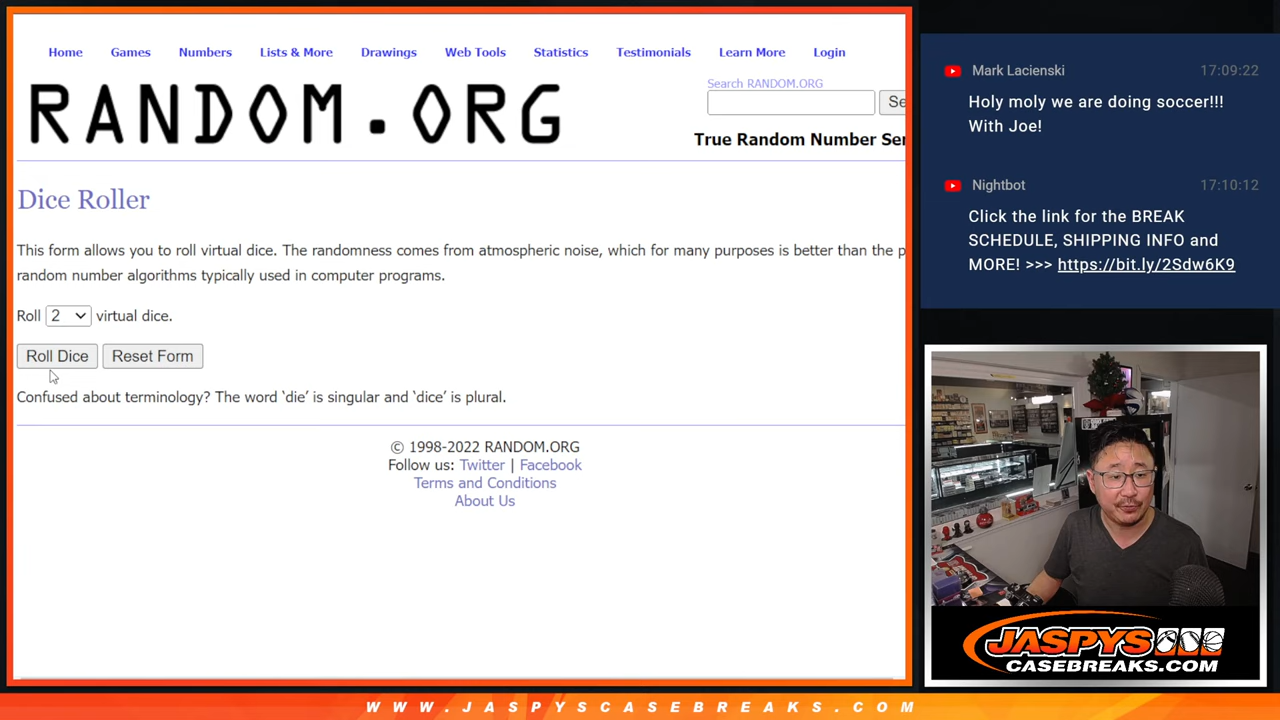 Home Games Numbers Lists & More Drawings Web Tools Statistics Testimonials Learn More Login
RANDOM.ORG
Search RANDOM.ORG
Se
True Random Number Ser
Dice Roller
This form allows you to roll virtual dice. The randomness comes from atmospheric noise, which for many purposes is better than the p
random number algorithms typically used in computer programs.
Roll 2 virtual dice.
Roll Dice Reset Form
Confused about terminology? The word ‘die’ is singular and ‘dice’ is plural.
© 1998-2022 RANDOM.ORG
Follow us: Twitter | Facebook
Terms and Conditions
About Us
Mark Lacienski 17:09:22
Holy moly we are doing soccer!!!
With Joe!
Nightbot 17:10:12
Click the link for the BREAK
SCHEDULE, SHIPPING INFO and
MORE! >>> https://bit.ly/2Sdw6K9
JASPYS
CASEBREAKS.COM
WWW.JASPYSCASEBREAKS.COM